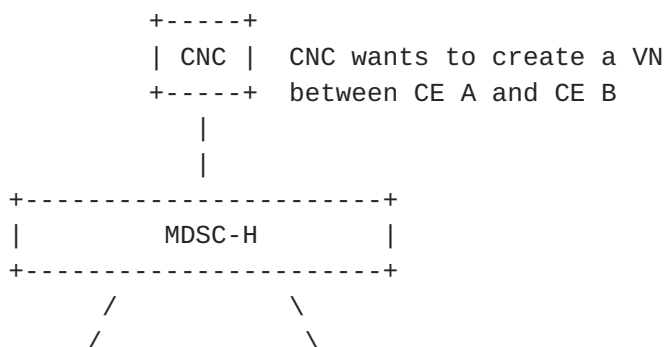 +-----+
| CNC |  CNC wants to create a VN
+-----+  between CE A and CE B
|
|
+-----------------------+
|         MDSC-H        |
+-----------------------+
/           \
/             \